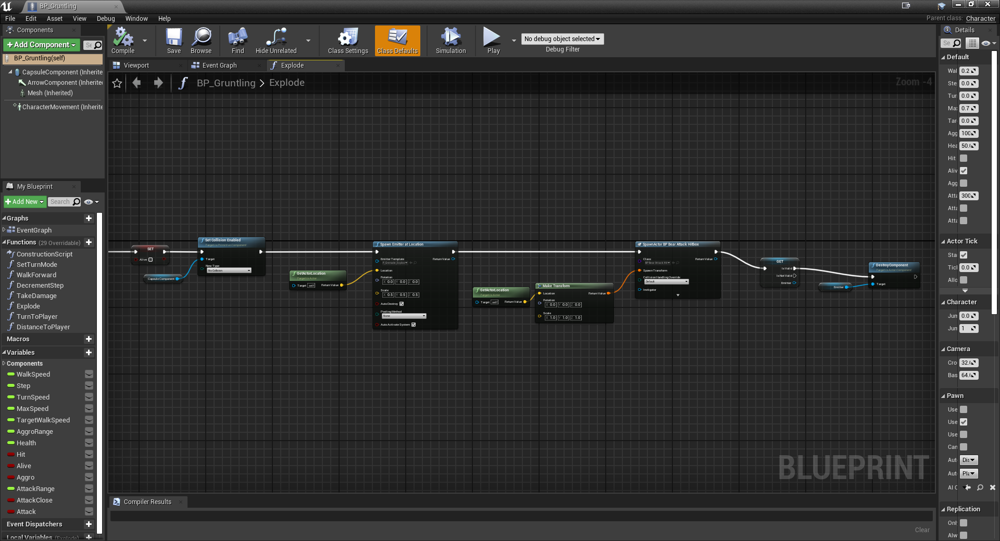 BP_Gruntling
File Edit Asset View Debug Window Help
Parent class: Character
Components
Add Component
BP_Gruntling(self)
CapsuleComponent (Inherite
ArrowComponent (Inherite
Mesh (Inherited)
CharacterMovement (Inherite
Compile
Save
Browse
Find
Hide Unrelated
Class Settings
Class Defaults
Simulation
Play
No debug object selected
Debug Filter
Viewport
Event Graph
Explode
BP_Gruntling > Explode
Zoom -4
My Blueprint
Add New
Search
Graphs
EventGraph
Functions (29 Overridable)
ConstructionScript
SetTurnMode
WalkForward
DecrementStep
TakeDamage
Explode
TurnToPlayer
DistanceToPlayer
Macros
Variables
Components
WalkSpeed
Step
TurnSpeed
MaxSpeed
TargetWalkSpeed
AggroRange
Health
Hit
Alive
Aggro
AttackRange
AttackClose
Attack
Event Dispatchers
Local Variables (Explode)
SET
Alive
Capsule Component
Set Collision Enabled
Target is Primitive Component
Target
New Type
No Collision
GetActorLocation
Target is Actor
Target self Return Value
Spawn Emitter at Location
Emitter Template Return Value
Location
Rotation
X 0.0 Y 0.0 Z 0.0
Scale
X 0.5 Y 0.5 Z 0.5
Auto Destroy
Pooling Method
None
Auto Activate System
GetActorLocation
Target is Actor
Target self Return Value
Make Transform
Location Return Value
Rotation
X 0.0 Y 0.0 Z 0.0
Scale
X 1.0 Y 1.0 Z 1.0
SpawnActor BP Bear Attack Hitbox
Class Return Value
BP Bear Attack Hit
Spawn Transform
Collision Handling Override
Default
Instigator
GET
Is Valid
Is Not Valid
Emitter
Emitter
DestroyComponent
Target is Actor Component
Target
BLUEPRINT
Compiler Results
Clear
Details
Se
Default
Wal 0.2
Ste 0.0
Tur 0.0
Ma 0.7
Tar 0.0
Agg 100
Hea 50.
Hit
Aliv
Agg
Atta 300
Atta
Atta
Actor Tick
Sta
Tick 0.0
Allo
Character
Jum 0.0
Jum 1
Camera
Cro 32.
Bas 64.
Pawn
Use
Use
Use
Can
Aut Dis
Aut Pla
AI C
Replication
Onl
Alw